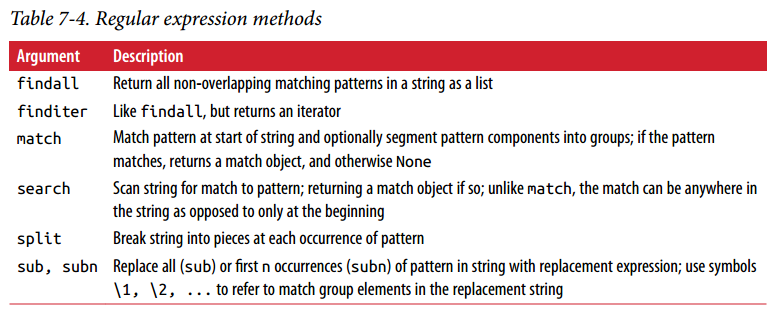 Table 7-4. Regular expression methods
Argument Description
findall Return all non-overlapping matching patterns in a string as a list
finditer Like findall, but returns an iterator
match Match pattern at start of string and optionally segment pattern components into groups; if the pattern
matches, returns a match object, and otherwise None
search Scan string for match to pattern; returning a match object if so; unlike match, the match can be anywhere in
the string as opposed to only at the beginning
split Break string into pieces at each occurrence of pattern
sub, subn Replace all (sub) or first n occurrences (subn) of pattern in string with replacement expression; use symbols
\1, \2, ... to refer to match group elements in the replacement string